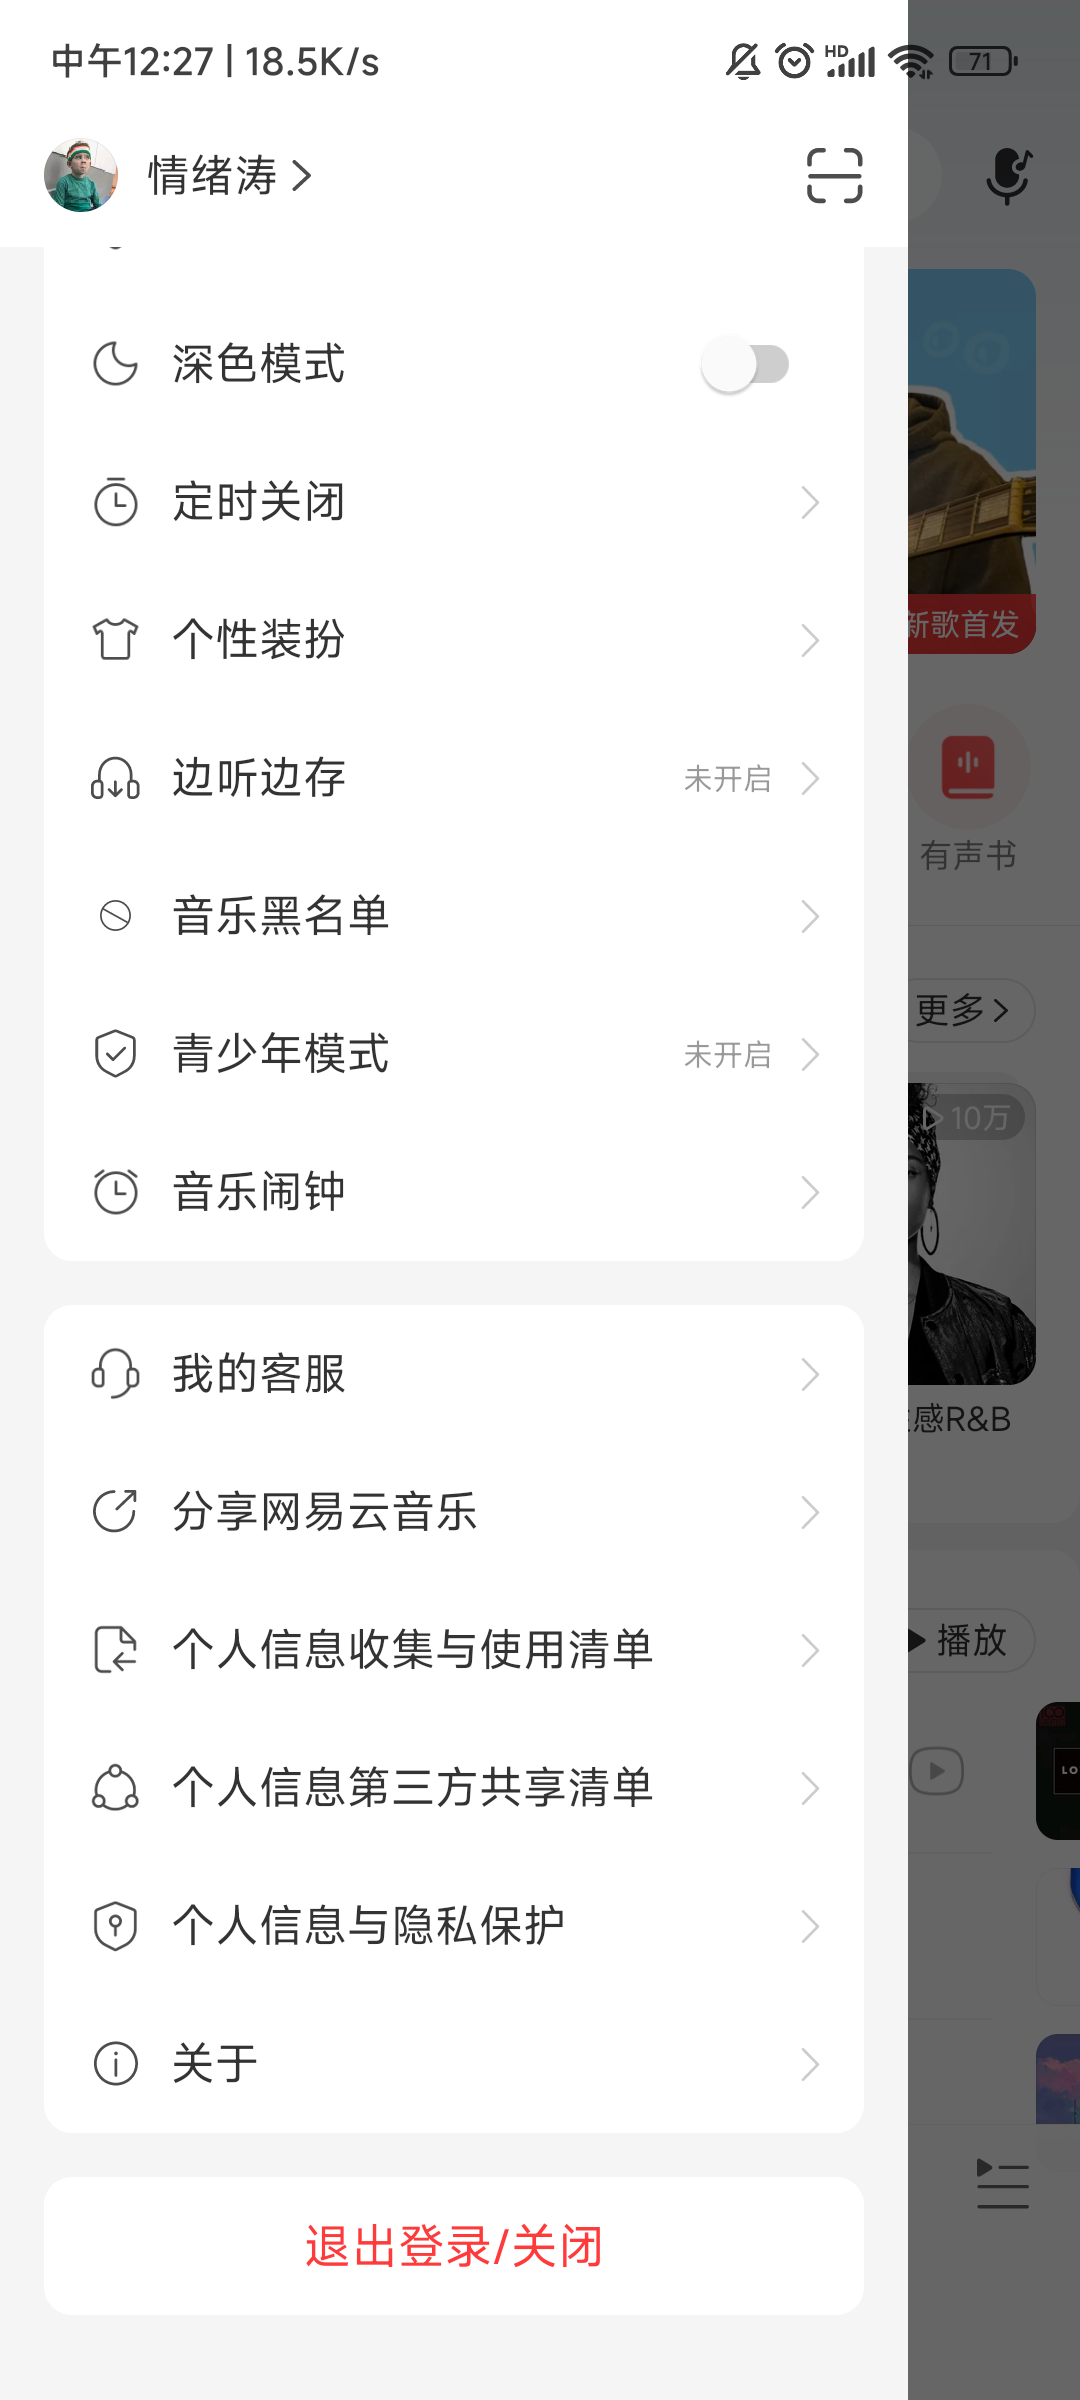 中午12:27 | 18.5K/s
HD
71
情绪涛
深色模式
定时关闭
个性装扮
新歌首发
边听边存 未开启
有声书
音乐黑名单
更多
青少年模式 未开启
10万
音乐闹钟
我的客服
感R&B
分享网易云音乐
个人信息收集与使用清单
播放
个人信息第三方共享清单
LO
个人信息与隐私保护
关于
退出登录/关闭